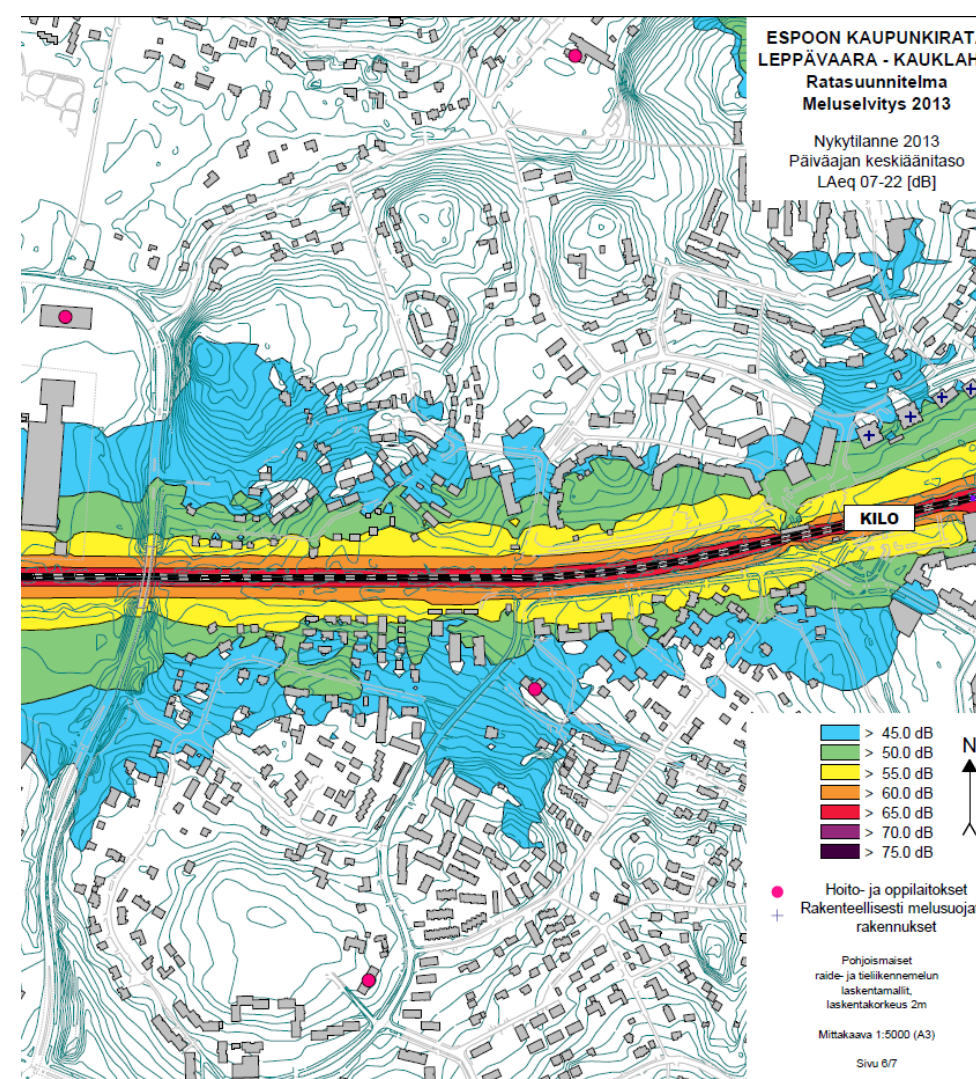 ESPOON KAUPUNKIRATA
LEPPÄVAARA - KAUKLAH
Ratasuunnitelma
Meluselvitys 2013
Nykytilanne 2013
Päiväajan keskiäänitaso
LAeq 07-22 [dB]
KILO
> 45.0 dB
> 50.0 dB
> 55.0 dB
> 60.0 dB
> 65.0 dB
> 70.0 dB
> 75.0 dB
N
Hoito- ja oppilaitokset
Rakenteellisesti melusuojat
rakennukset
Pohjoismaiset
raide- ja tieliikennemelun
laskentamallit,
laskentakorkeus 2m
Mittakaava 1:5000 (A3)
Sivu 6/7